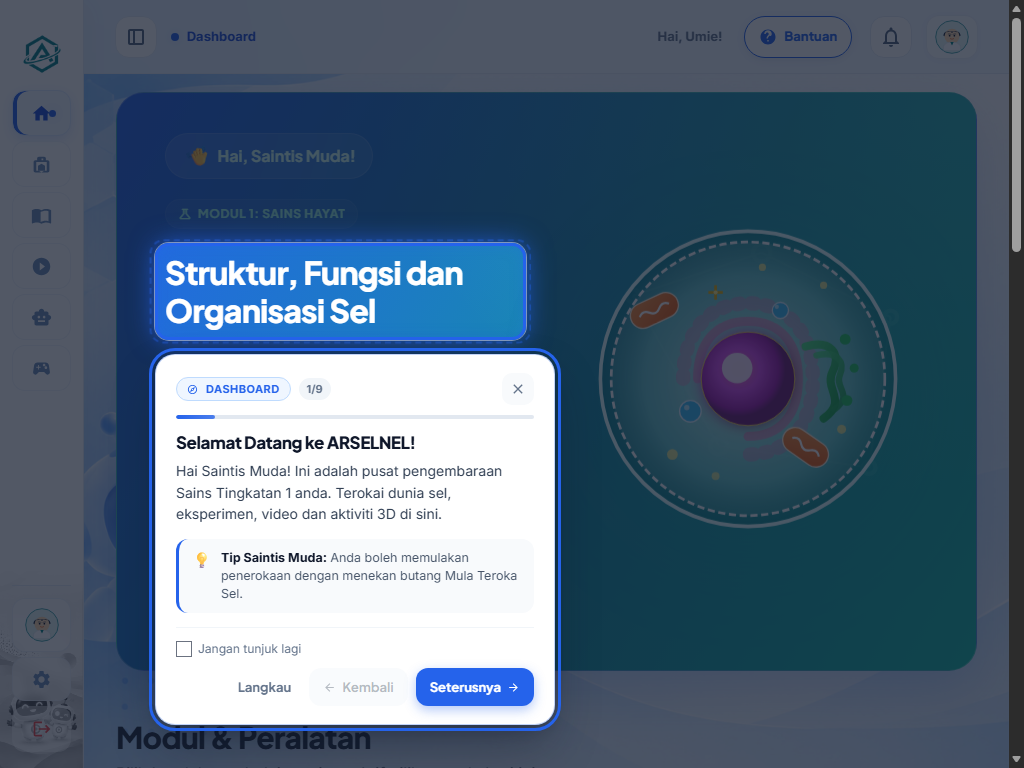 Dashboard
Hai, Umie!
Bantuan
Hai, Saintis Muda!
MODUL 1: SAINS HAYAT
Struktur, Fungsi dan
Organisasi Sel
DASHBOARD
1/9
Selamat Datang ke ARSELNEL!
Hai Saintis Muda! Ini adalah pusat pengembaraan
Sains Tingkatan 1 anda. Terokai dunia sel,
eksperimen, video dan aktiviti 3D di sini.
Tip Saintis Muda: Anda boleh memulakan
penerokaan dengan menekan butang Mula Teroka
Sel.
Jangan tunjuk lagi
Langkau
← Kembali
Seterusnya →
Modul & Peralatan